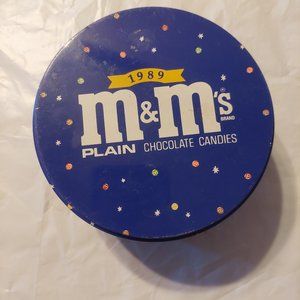 1989
m&m's
BRAND
PLAIN CHOCOLATE CANDIES